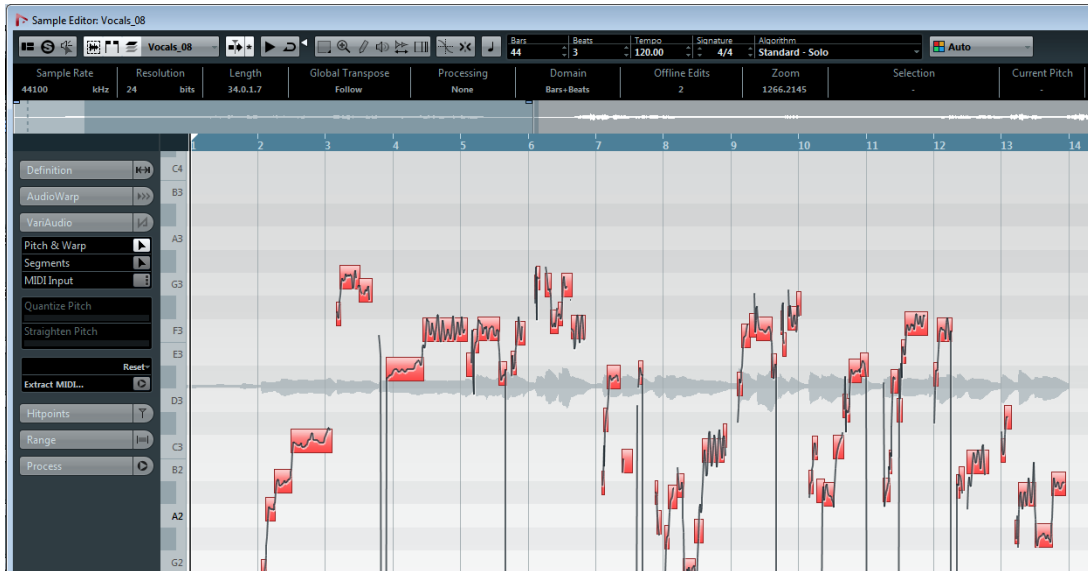 Sample Editor: Vocals_08
Vocals_08
Bars Beats Tempo Signature Algorithm
44 3 120.00 4/4 Standard - Solo
Auto
Sample Rate Resolution Length Global Transpose Processing Domain Offline Edits Zoom Selection Current Pitch
44100 kHz 24 bits 34.0.1.7 Follow None Bars+Beats 2 1266.2145 - -
1 2 3 4 5 6 7 8 9 10 11 12 13 14
Definition
C4
AudioWarp
B3
VariAudio
A3
Pitch & Warp
Segments
MIDI Input
G3
Quantize Pitch
Straighten Pitch
F3
E3
Reset
Extract MIDI...
D3
Hitpoints
Range
C3
Process
B2
A2
G2